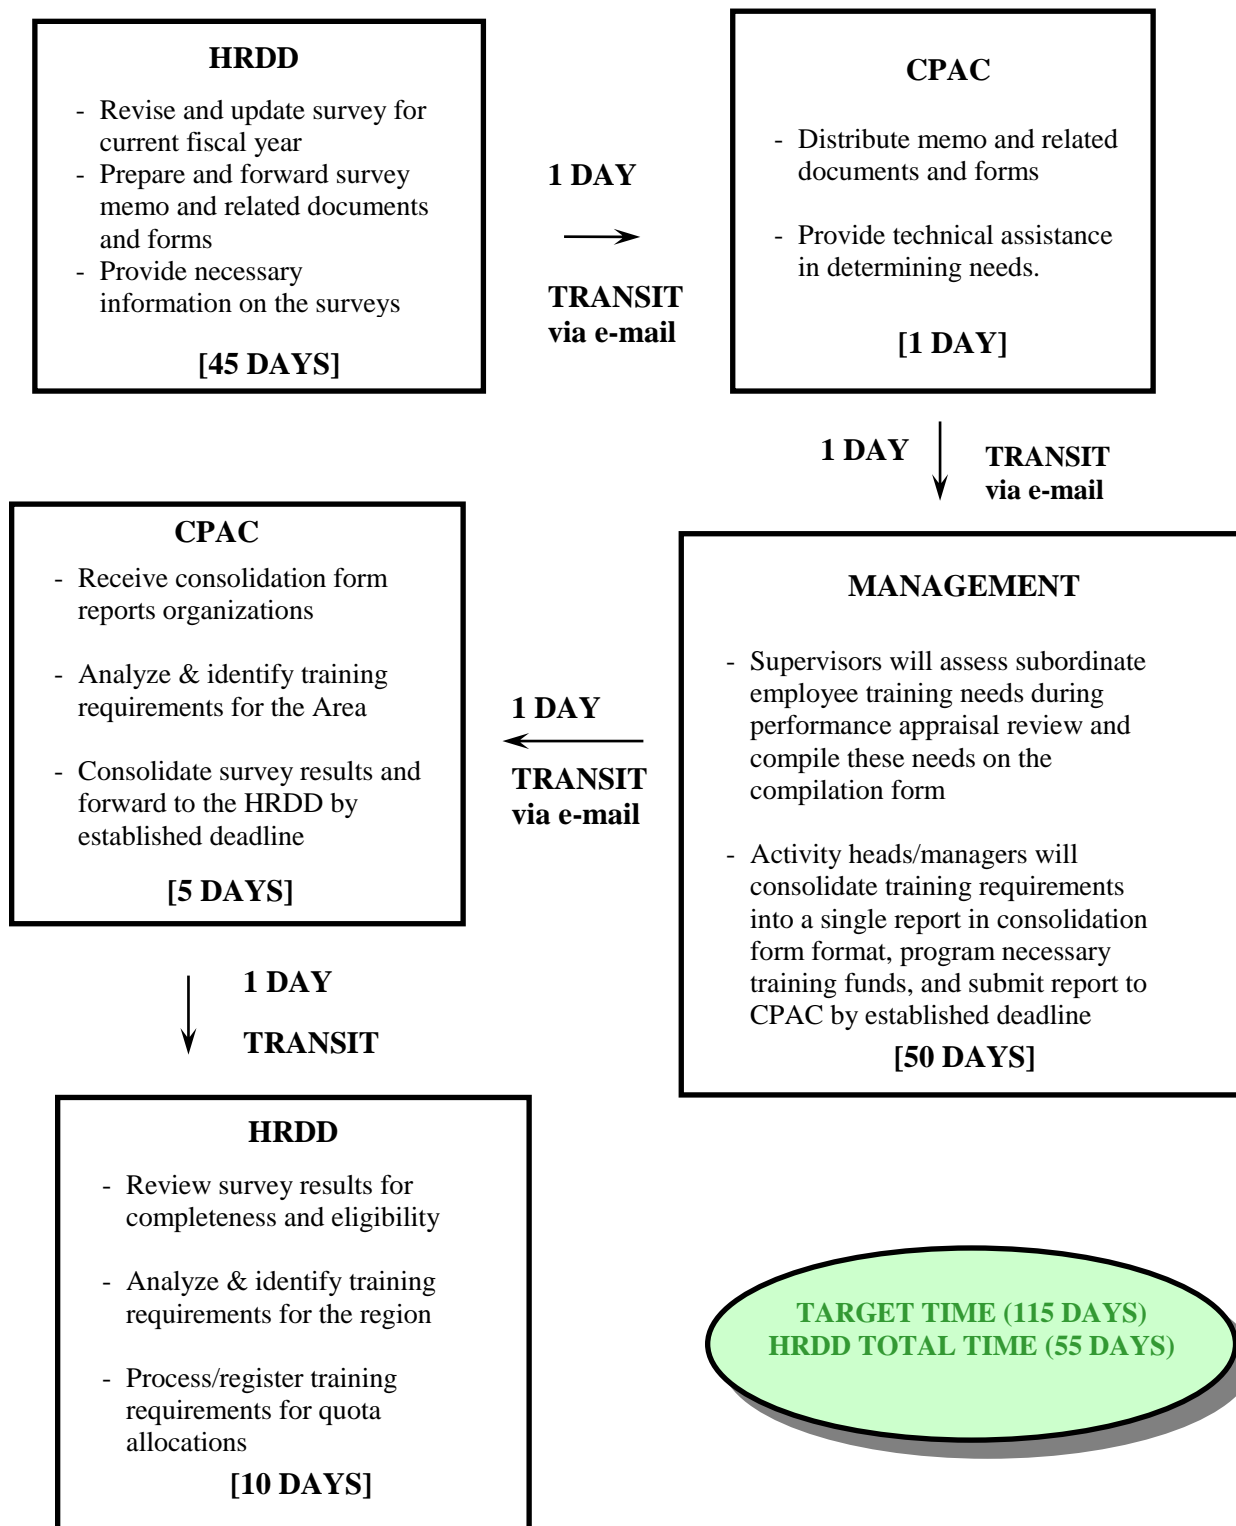 HRDD
- Revise and update survey for
current fiscal year
- Prepare and forward survey
memo and related documents
and forms
- Provide necessary
information on the surveys
[45 DAYS]
1 DAY
TRANSIT
via e-mail
CPAC
- Distribute memo and related
documents and forms
- Provide technical assistance
in determining needs.
[1 DAY]
1 DAY
TRANSIT
via e-mail
MANAGEMENT
- Supervisors will assess subordinate
employee training needs during
performance appraisal review and
compile these needs on the
compilation form
- Activity heads/managers will
consolidate training requirements
into a single report in consolidation
form format, program necessary
training funds, and submit report to
CPAC by established deadline
[50 DAYS]
1 DAY
TRANSIT
via e-mail
CPAC
- Receive consolidation form
reports organizations
- Analyze & identify training
requirements for the Area
- Consolidate survey results and
forward to the HRDD by
established deadline
[5 DAYS]
1 DAY
TRANSIT
HRDD
- Review survey results for
completeness and eligibility
- Analyze & identify training
requirements for the region
- Process/register training
requirements for quota
allocations
[10 DAYS]
TARGET TIME (115 DAYS)
HRDD TOTAL TIME (55 DAYS)